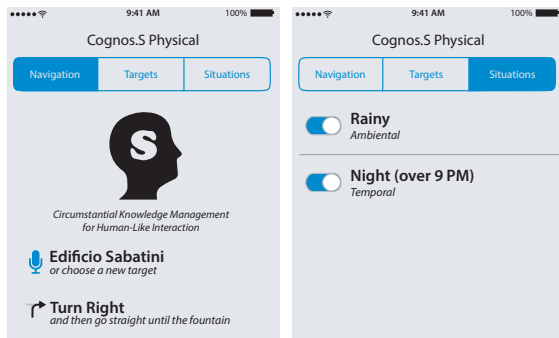 9:41 AM 100%
Cognos.S Physical
Navigation Targets Situations
S
Circumstantial Knowledge Management
for Human-Like Interaction
Edificio Sabatini
or choose a new target
Turn Right
and then go straight until the fountain
9:41 AM 100%
Cognos.S Physical
Navigation Targets Situations
Rainy
Ambiental
Night (over 9 PM)
Temporal